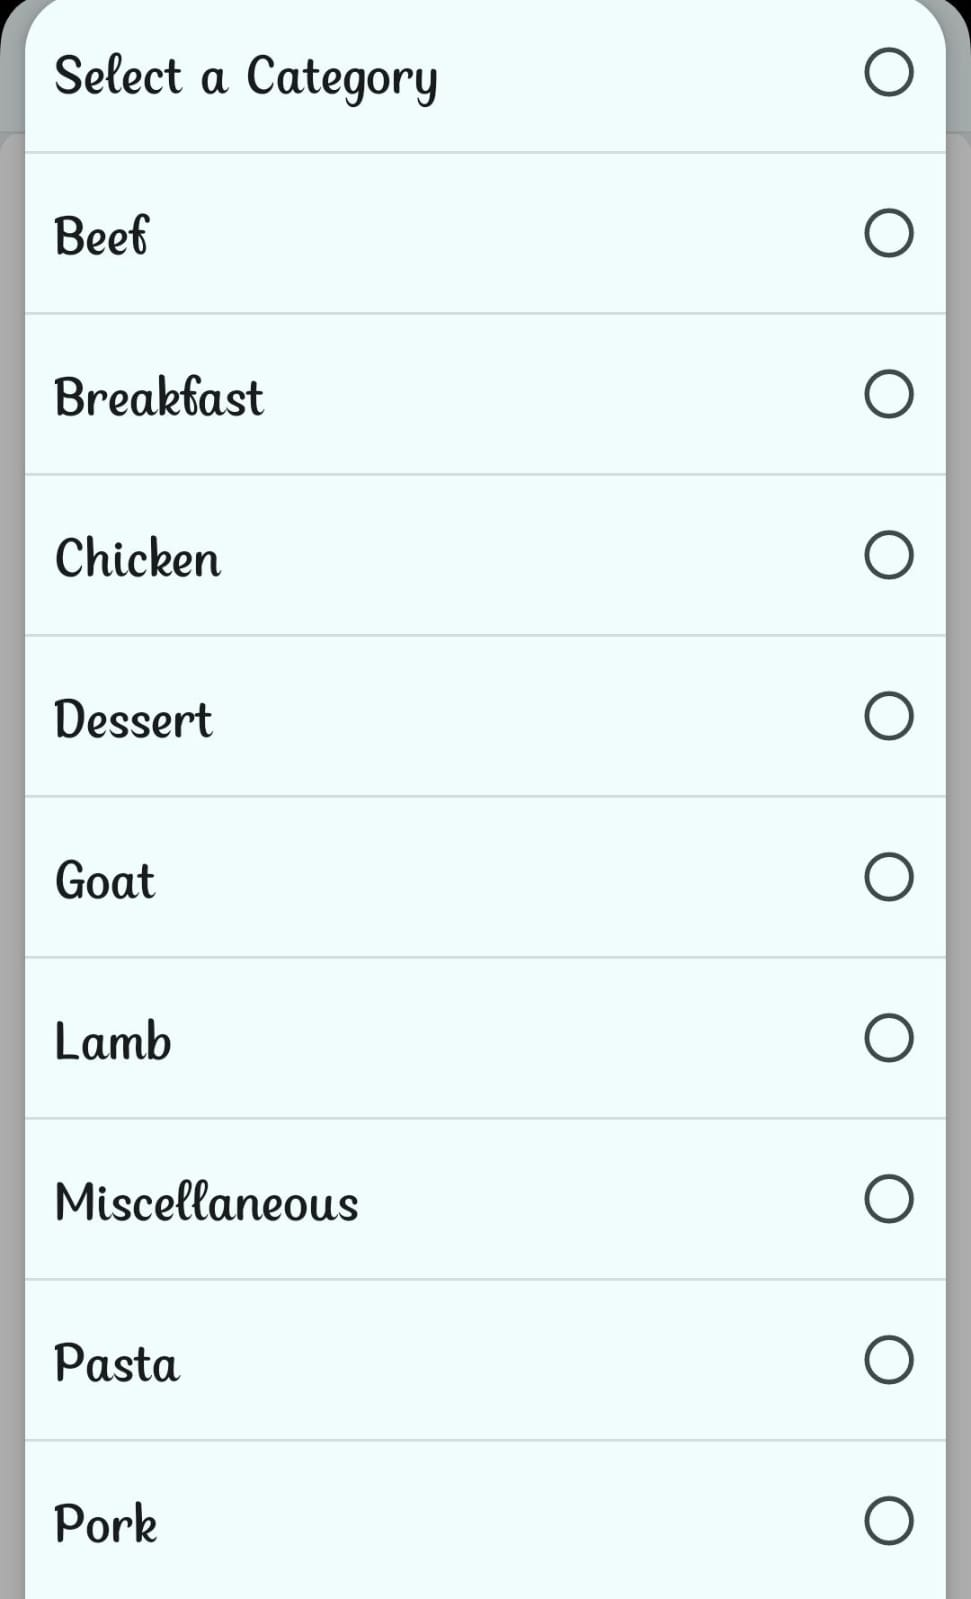 Select a Category
Beef
Breakfast
Chicken
Dessert
Goat
Lamb
Miscellaneous
Pasta
Pork